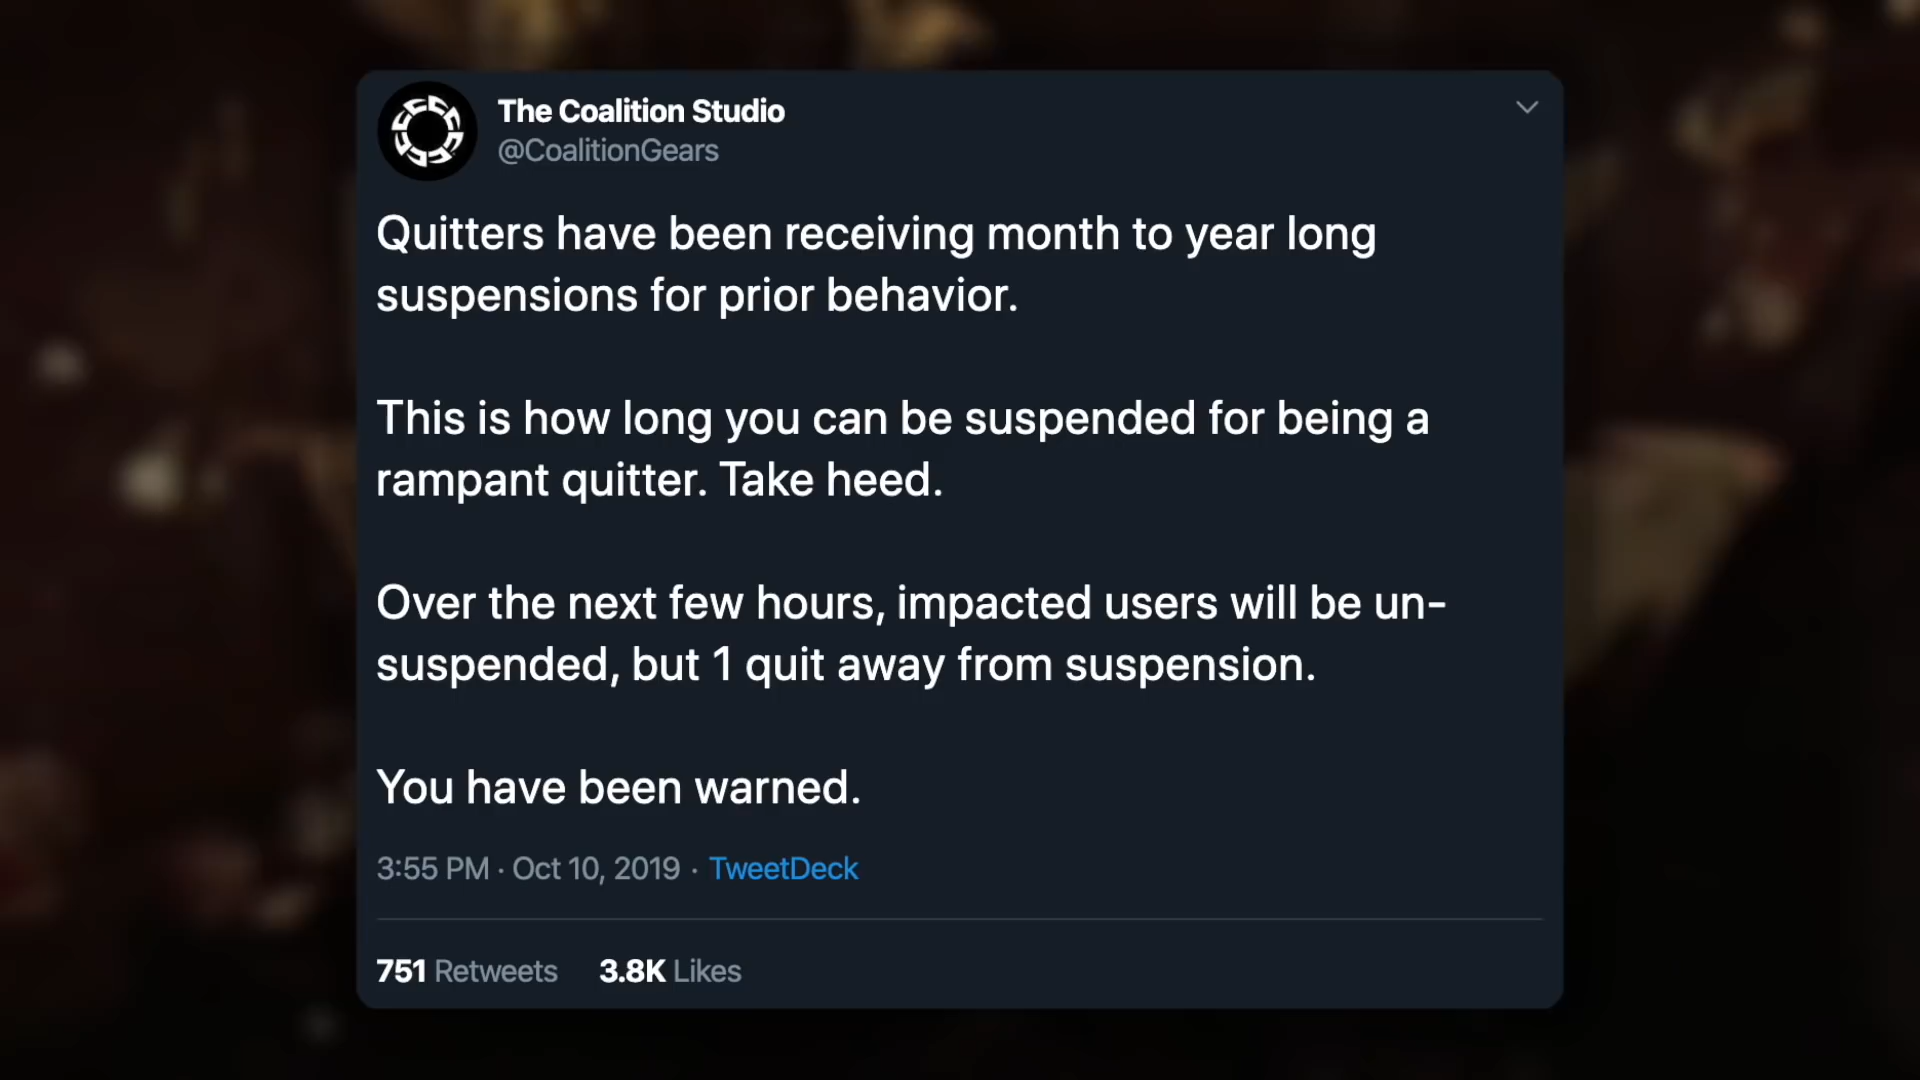 The Coalition Studio
@CoalitionGears
Quitters have been receiving month to year long
suspensions for prior behavior.
This is how long you can be suspended for being a
rampant quitter. Take heed.
Over the next few hours, impacted users will be un-
suspended, but 1 quit away from suspension.
You have been warned.
3:55 PM · Oct 10, 2019 · TweetDeck
751 Retweets 3.8K Likes